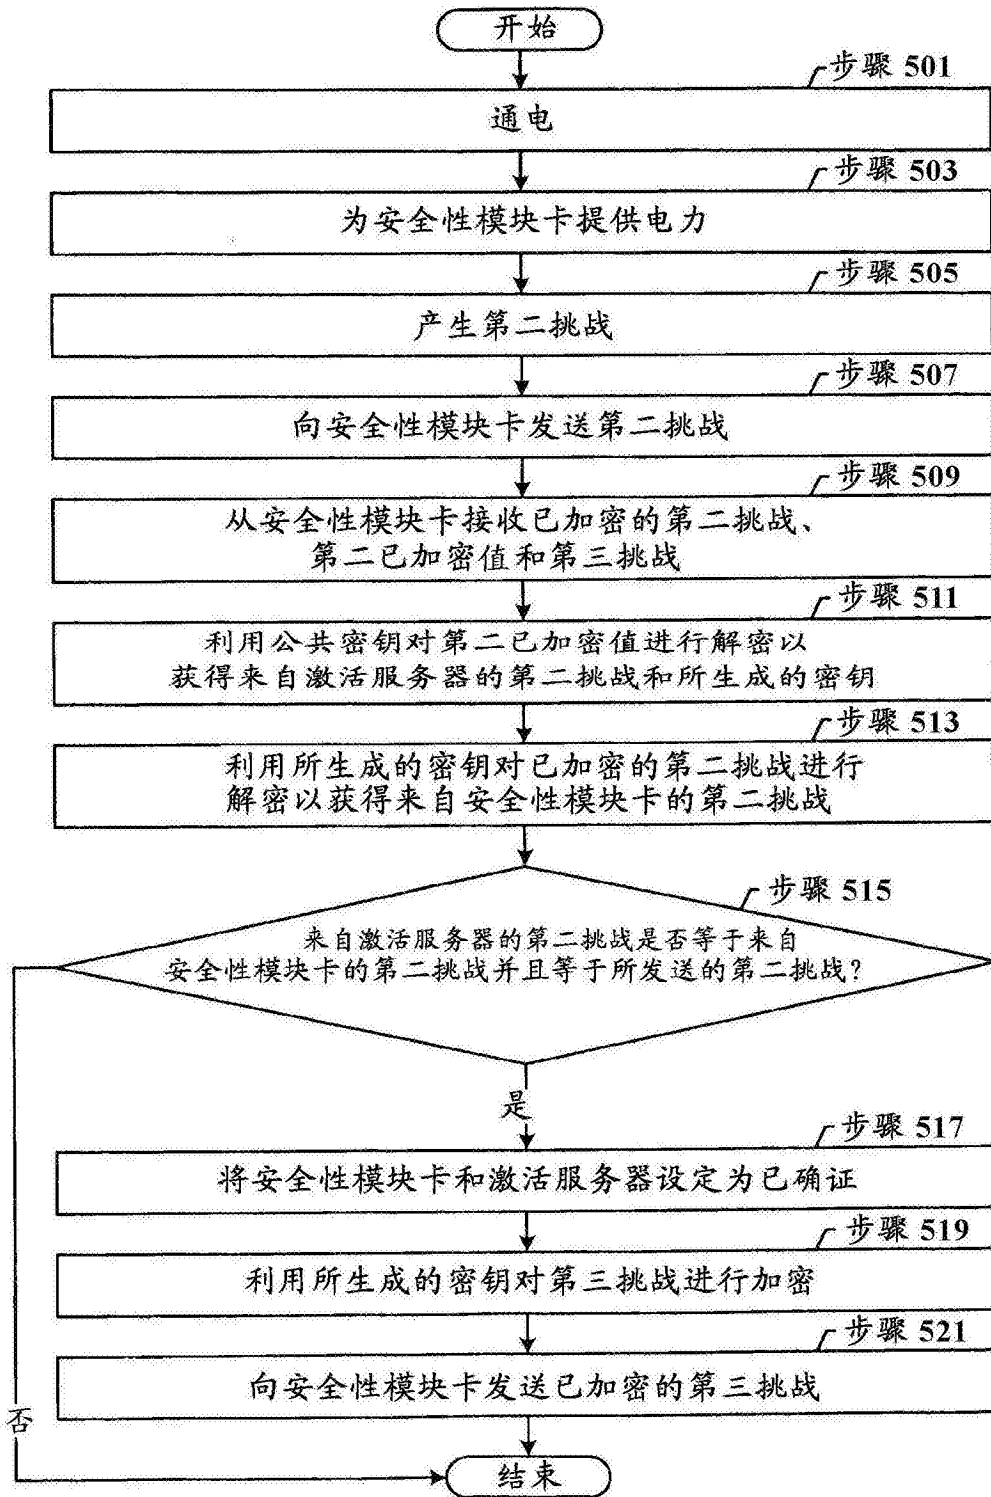 开始
步骤 501
通电
步骤 503
为安全性模块卡提供电力
步骤 505
产生第二挑战
步骤 507
向安全性模块卡发送第二挑战
步骤 509
从安全性模块卡接收已加密的第二挑战、
第二已加密值和第三挑战
步骤 511
利用公共密钥对第二已加密值进行解密以
获得来自激活服务器的第二挑战和所生成的密钥
步骤 513
利用所生成的密钥对已加密的第二挑战进行
解密以获得来自安全性模块卡的第二挑战
步骤 515
来自激活服务器的第二挑战是否等于来自
安全性模块卡的第二挑战并且等于所发送的第二挑战?
是
步骤 517
将安全性模块卡和激活服务器设定为已确证
步骤 519
利用所生成的密钥对第三挑战进行加密
步骤 521
向安全性模块卡发送已加密的第三挑战
否
结束